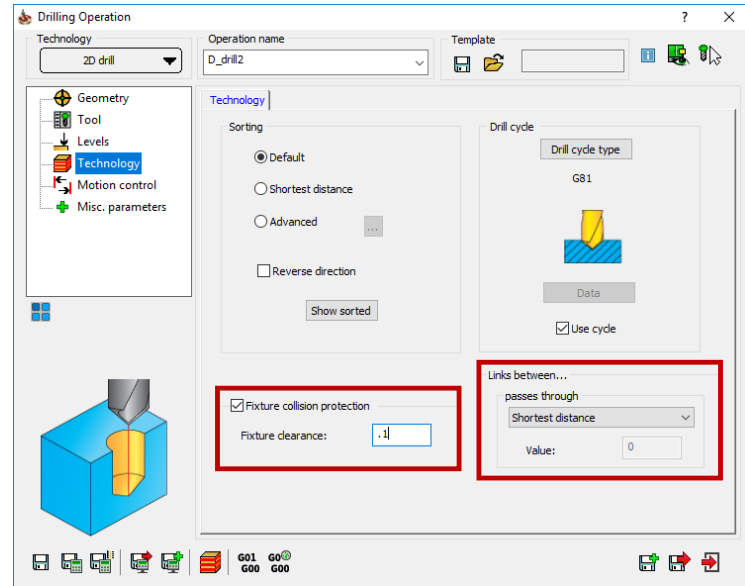 Drilling Operation
? X
Technology
2D drill
Operation name
D_drill2
Template
Geometry
Tool
Levels
Technology
Motion control
Misc. parameters
Technology
Sorting
Default
Shortest distance
Advanced
...
Reverse direction
Show sorted
Drill cycle
Drill cycle type
G81
Data
Use cycle
Fixture collision protection
Fixture clearance:
.1
Links between...
passes through
Shortest distance
Value:
0
G01 G0
G00 G00